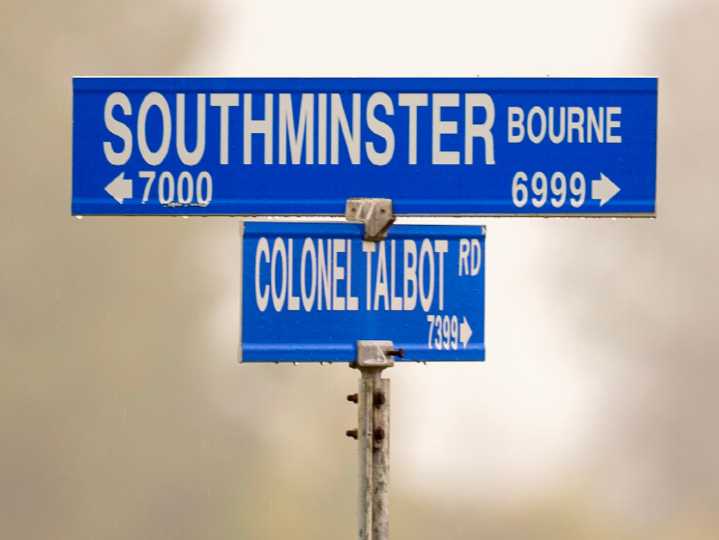 SOUTHMINSTER BOURNE
← 7000 6999 →
COLONEL TALBOT RD
7399 →